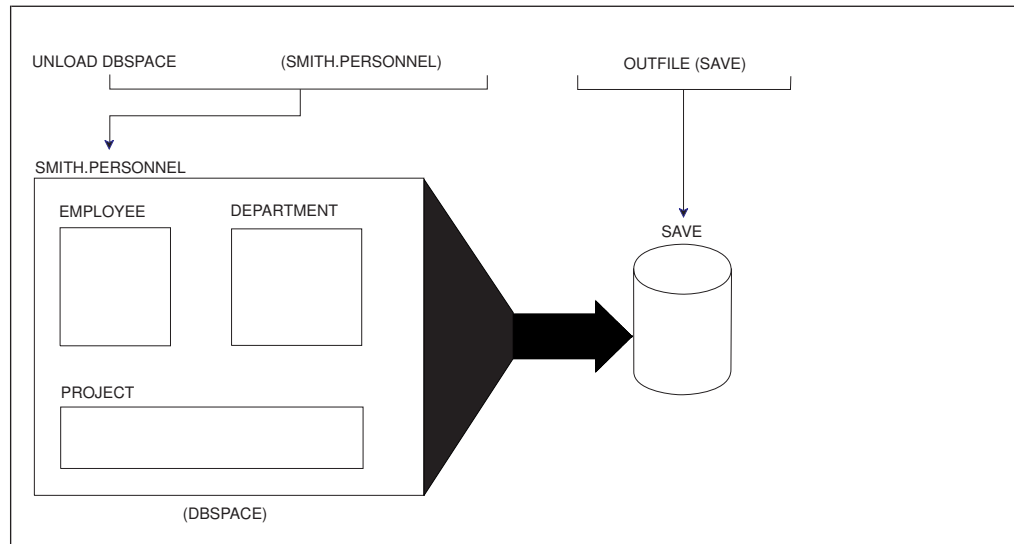 UNLOAD DBSPACE (SMITH.PERSONNEL) OUTFILE (SAVE)
SMITH.PERSONNEL
EMPLOYEE DEPARTMENT
SAVE
PROJECT
(DBSPACE)